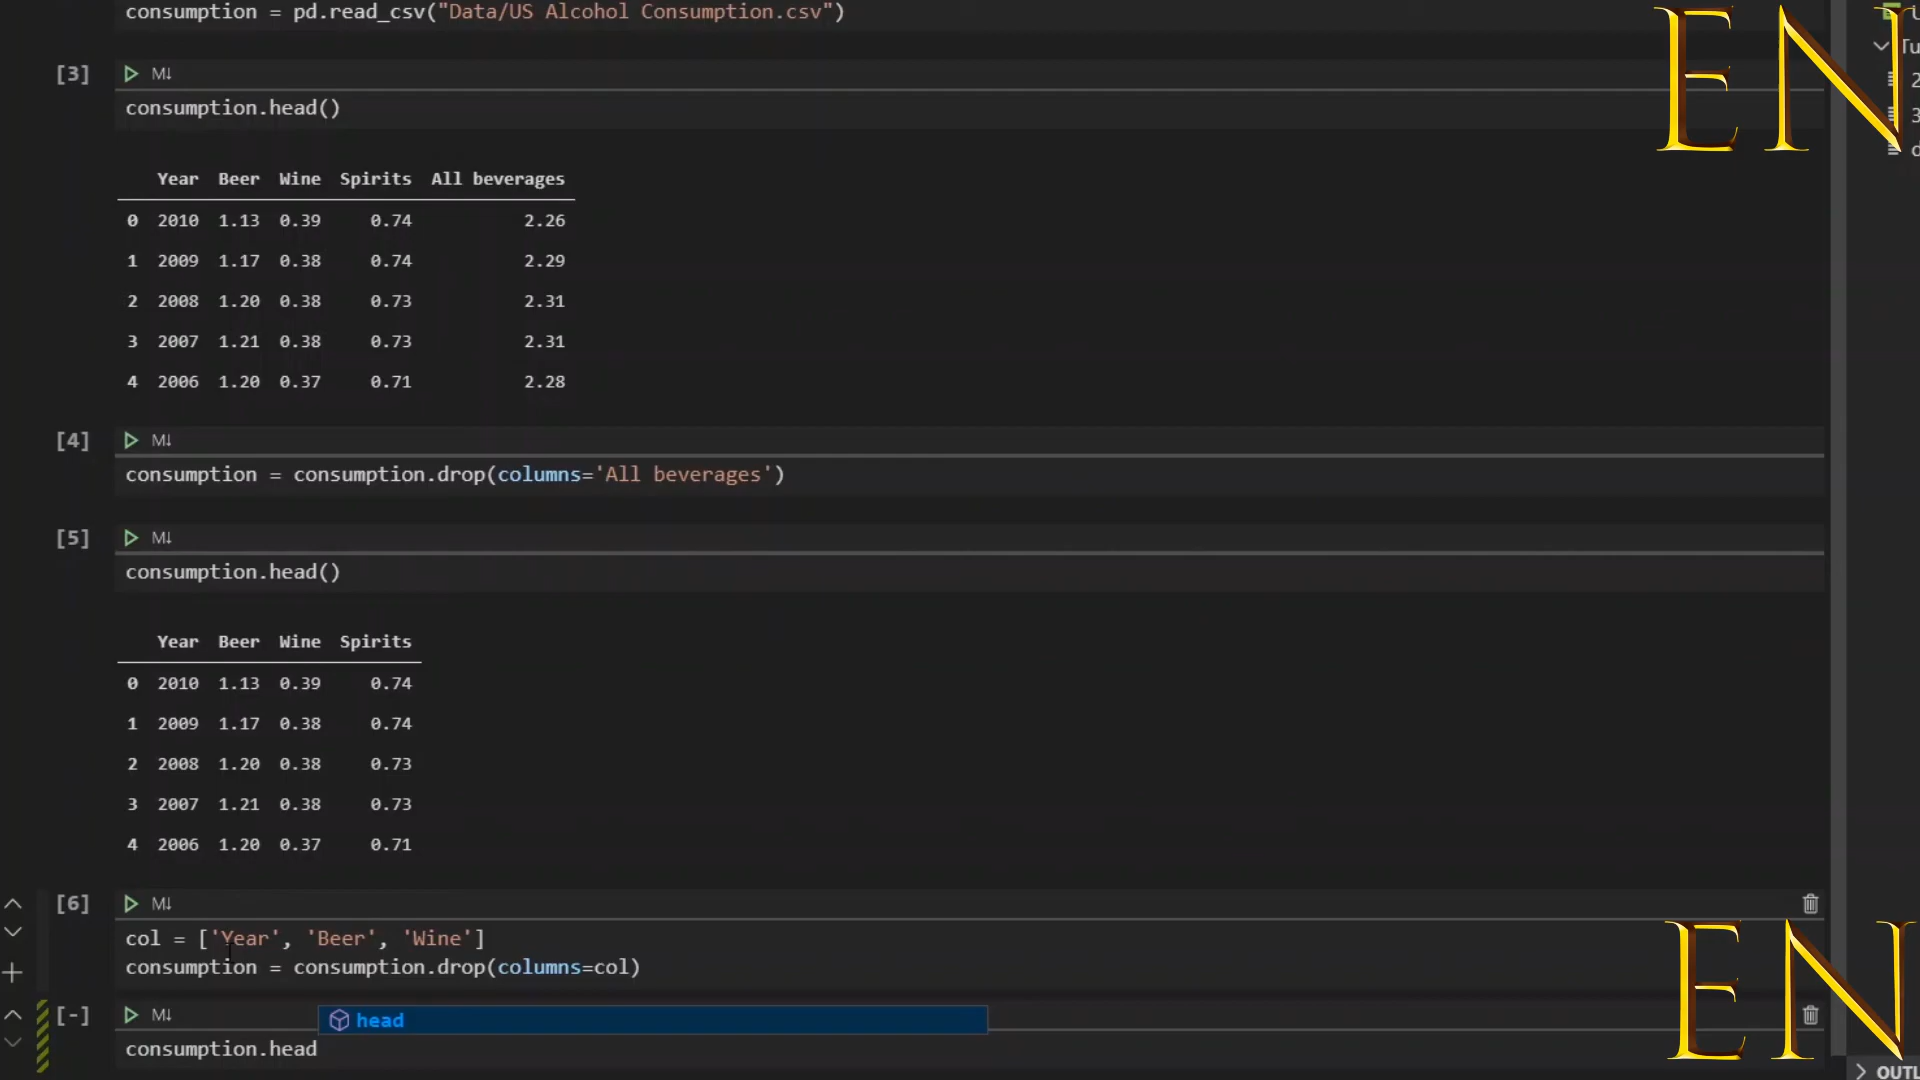 consumption = pd.read_csv("Data/US Alcohol Consumption.csv")
[3] M↓
consumption.head()
Year Beer Wine Spirits All beverages
0 2010 1.13 0.39 0.74 2.26
1 2009 1.17 0.38 0.74 2.29
2 2008 1.20 0.38 0.73 2.31
3 2007 1.21 0.38 0.73 2.31
4 2006 1.20 0.37 0.71 2.28
[4] M↓
consumption = consumption.drop(columns='All beverages')
[5] M↓
consumption.head()
Year Beer Wine Spirits
0 2010 1.13 0.39 0.74
1 2009 1.17 0.38 0.74
2 2008 1.20 0.38 0.73
3 2007 1.21 0.38 0.73
4 2006 1.20 0.37 0.71
[6] M↓
col = ['Year', 'Beer', 'Wine']
consumption = consumption.drop(columns=col)
[-] M↓
head
consumption.head
EN
EN